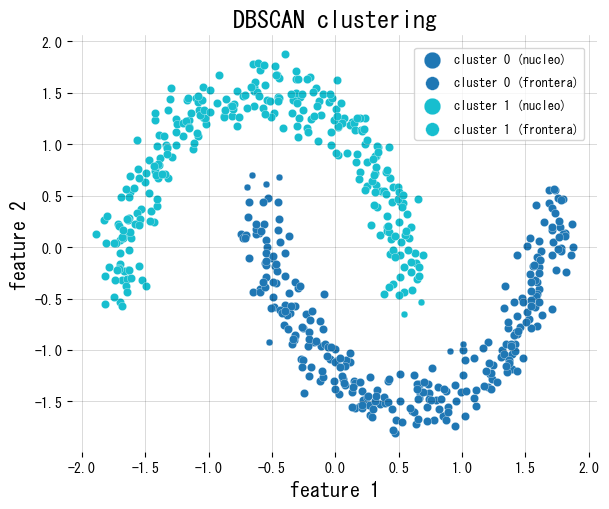 DBSCAN clustering
cluster 0 (nucleo)
cluster 0 (frontera)
cluster 1 (nucleo)
cluster 1 (frontera)
2.0
1.5
1.0
0.5
0.0
-0.5
-1.0
-1.5
feature 2
-2.0 -1.5 -1.0 -0.5 0.0 0.5 1.0 1.5 2.0
feature 1